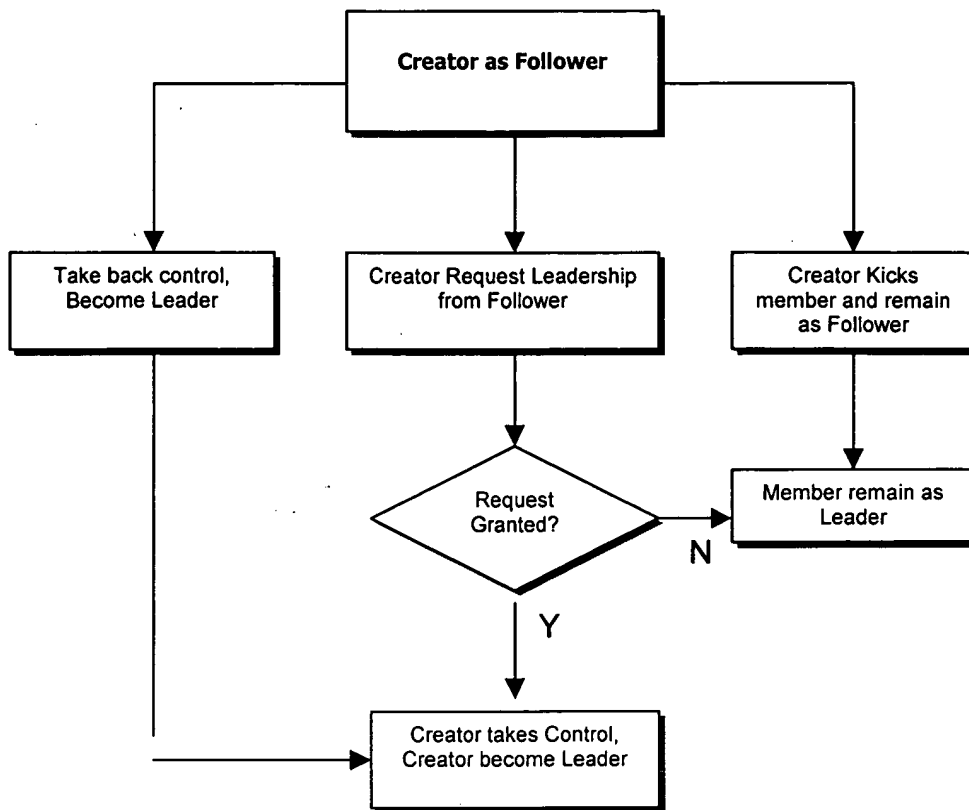 Creator as Follower
Take back control,
Become Leader
Creator Request Leadership
from Follower
Creator Kicks
member and remain
as Follower
Request
Granted?
Member remain as
Leader
N
Y
Creator takes Control,
Creator become Leader